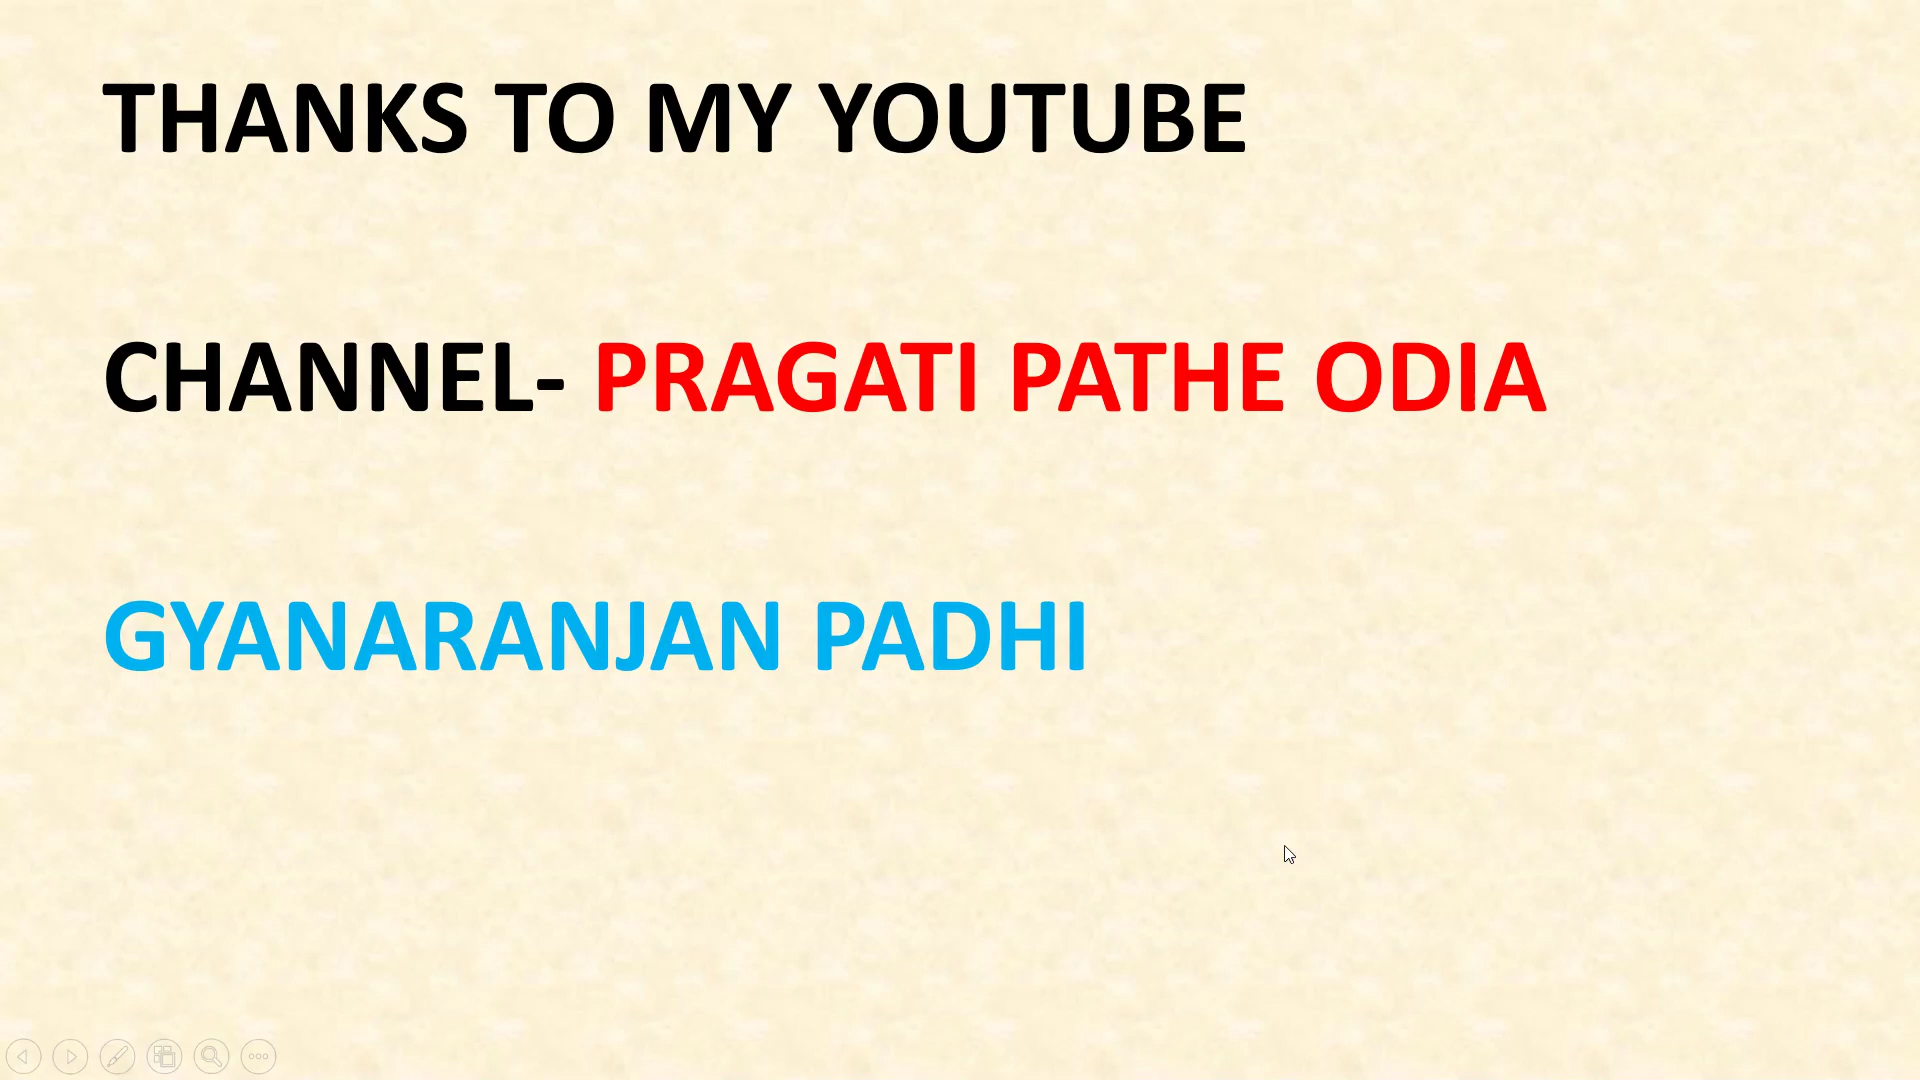 THANKS TO MY YOUTUBE
CHANNEL- PRAGATI PATHE ODIA
GYANARANJAN PADHI